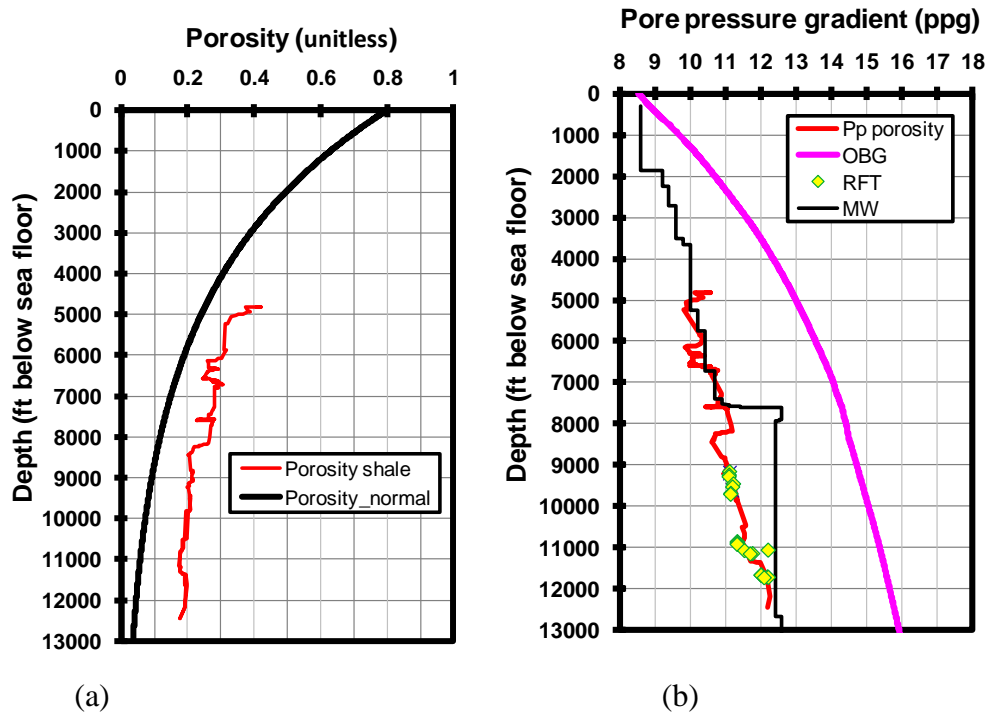 Porosity (unitless)
0 0.2 0.4 0.6 0.8 1
Depth (ft below sea floor)
0
1000
2000
3000
4000
5000
6000
7000
8000
9000
10000
11000
12000
13000
Porosity shale
Porosity_normal
(a)
Pore pressure gradient (ppg)
8 9 10 11 12 13 14 15 16 17 18
Depth (ft below sea floor)
0
1000
2000
3000
4000
5000
6000
7000
8000
9000
10000
11000
12000
13000
Pp porosity
OBG
RFT
MW
(b)